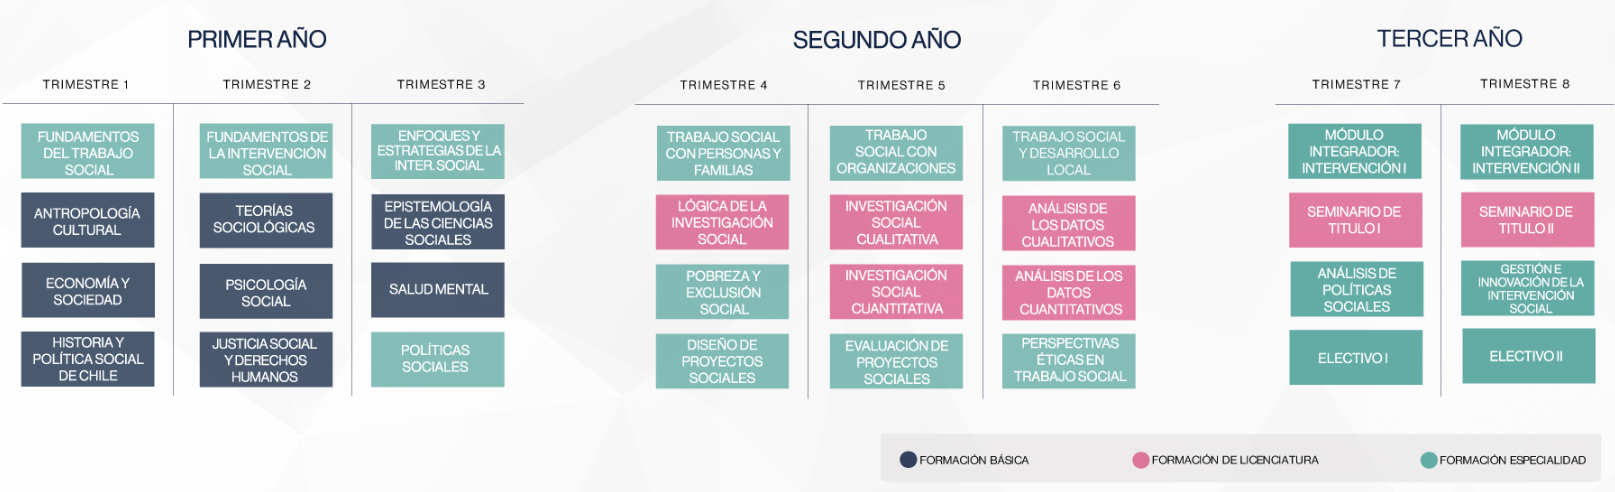 PRIMER AÑO
TRIMESTRE 1
TRIMESTRE 2
TRIMESTRE 3
FUNDAMENTOS
DEL TRABAJO
SOCIAL
ANTROPOLOGÍA
CULTURAL
ECONOMÍA Y
SOCIEDAD
HISTORIA Y
POLÍTICA SOCIAL
DE CHILE
FUNDAMENTOS DE
LA INTERVENCIÓN
SOCIAL
TEORÍAS
SOCIOLÓGICAS
PSICOLOGÍA
SOCIAL
JUSTICIA SOCIAL
Y DERECHOS
HUMANOS
ENFOQUES Y
ESTRATEGIAS DE LA
INTER. SOCIAL
EPISTEMOLOGÍA
DE LAS CIENCIAS
SOCIALES
SALUD MENTAL
POLÍTICAS
SOCIALES
SEGUNDO AÑO
TRIMESTRE 4
TRIMESTRE 5
TRIMESTRE 6
TRABAJO SOCIAL
CON PERSONAS Y
FAMILIAS
LÓGICA DE LA
INVESTIGACIÓN
SOCIAL
POBREZA Y
EXCLUSIÓN
SOCIAL
DISEÑO DE
PROYECTOS
SOCIALES
TRABAJO
SOCIAL CON
ORGANIZACIONES
INVESTIGACIÓN
SOCIAL
CUALITATIVA
INVESTIGACIÓN
SOCIAL
CUANTITATIVA
EVALUACIÓN DE
PROYECTOS
SOCIALES
TRABAJO SOCIAL
Y DESARROLLO
LOCAL
ANÁLISIS DE
LOS DATOS
CUALITATIVOS
ANÁLISIS DE LOS
DATOS
CUANTITATIVOS
PERSPECTIVAS
ÉTICAS EN
TRABAJO SOCIAL
TERCER AÑO
TRIMESTRE 7
TRIMESTRE 8
MÓDULO
INTEGRADOR:
INTERVENCIÓN I
SEMINARIO DE
TITULO I
ANÁLISIS DE
POLÍTICAS
SOCIALES
ELECTIVO I
MÓDULO
INTEGRADOR:
INTERVENCIÓN II
SEMINARIO DE
TITULO II
GESTIÓN E
INNOVACIÓN DE LA
INTERVENCIÓN
SOCIAL
ELECTIVO II
FORMACIÓN BÁSICA
FORMACIÓN DE LICENCIATURA
FORMACIÓN ESPECIALIDAD